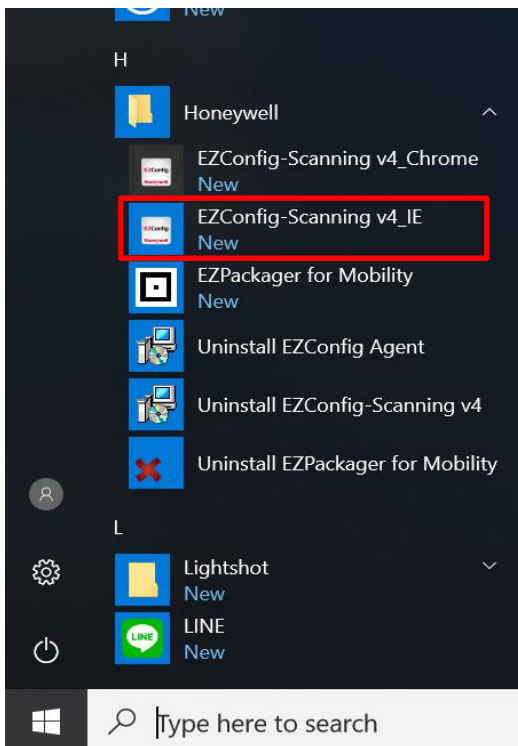 New
H
Honeywell
EZConfig-Scanning v4_Chrome
New
EZConfig-Scanning v4_IE
New
EZPackager for Mobility
New
Uninstall EZConfig Agent
Uninstall EZConfig-Scanning v4
Uninstall EZPackager for Mobility
L
Lightshot
New
LINE
LINE
New
Type here to search